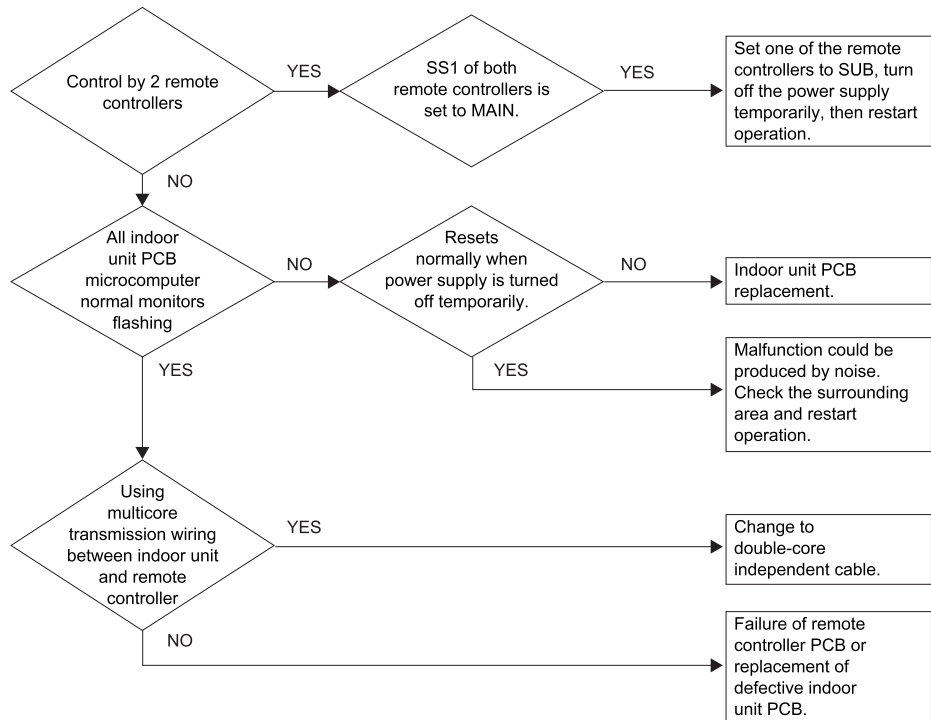 Control by 2 remote
controllers
YES
SS1 of both
remote controllers is
set to MAIN.
YES
Set one of the remote
controllers to SUB, turn
off the power supply
temporarily, then restart
operation.
NO
All indoor
unit PCB
microcomputer
normal monitors
flashing
NO
Resets
normally when
power supply is turned
off temporarily.
NO
Indoor unit PCB
replacement.
YES
YES
Malfunction could be
produced by noise.
Check the surrounding
area and restart
operation.
Using
multicore
transmission wiring
between indoor unit
and remote
controller
YES
Change to
double-core
independent cable.
NO
Failure of remote
controller PCB or
replacement of
defective indoor
unit PCB.